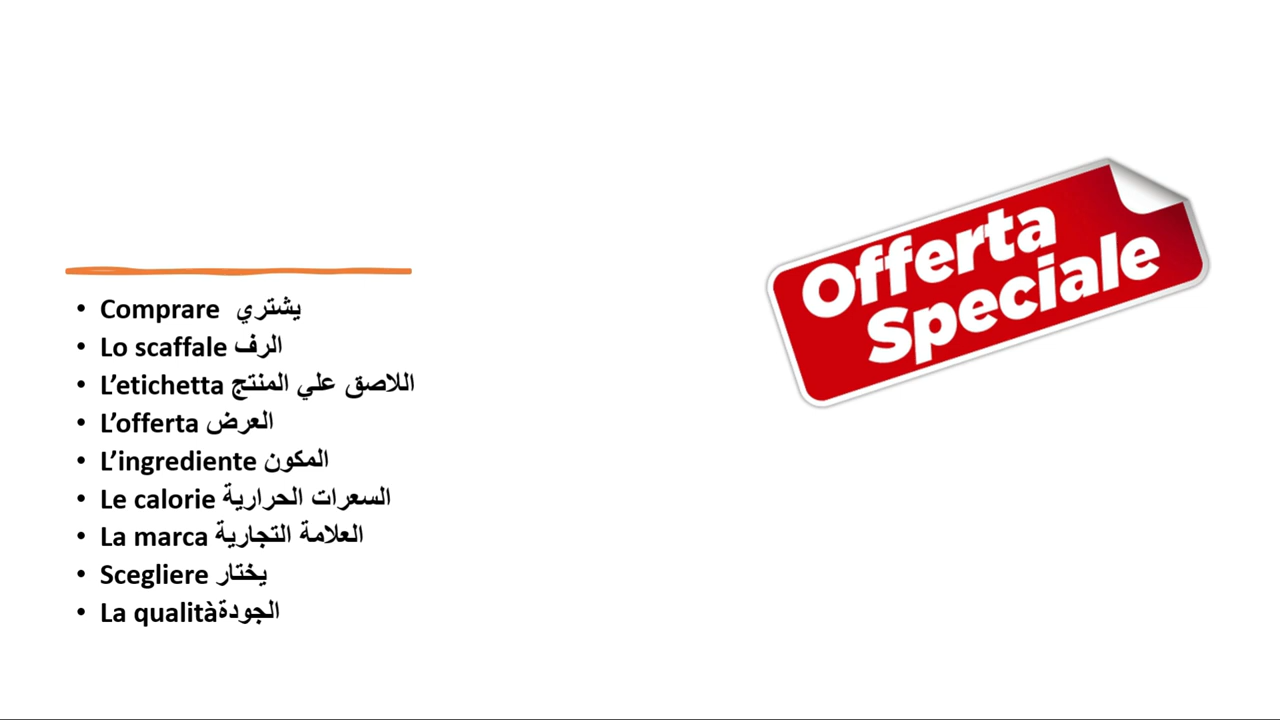 • Comprare يشتري
• Lo scaffale الرف
• L’etichetta اللاصق علي المنتج
• L’offerta العرض
• L’ingrediente المكون
• Le calorie السعرات الحرارية
• La marca العلامة التجارية
• Scegliere يختار
• La qualitàالجودة
Offerta
Speciale